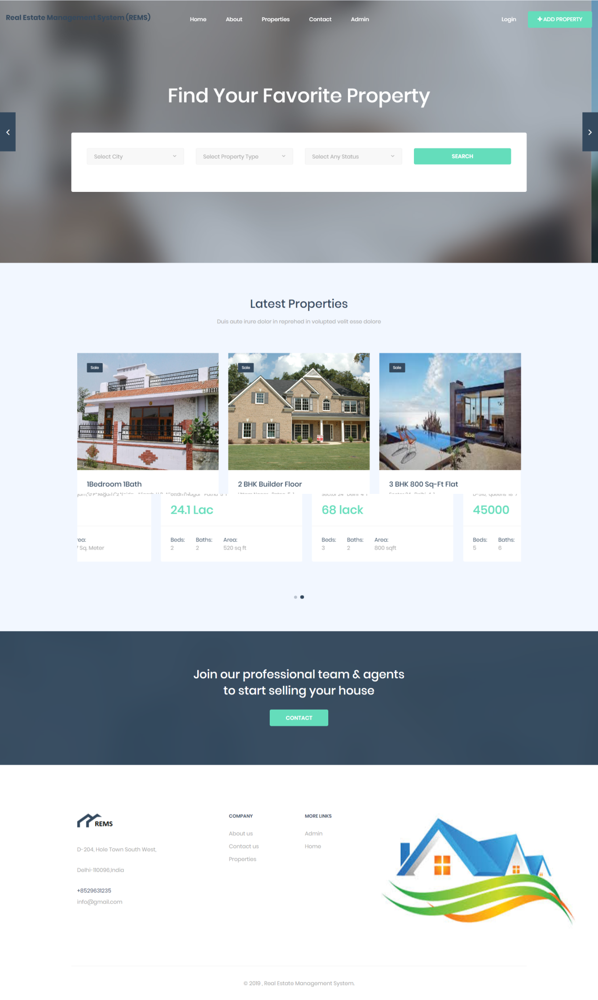 Real Estate Management System (REMS)
Home About Properties Contact Admin
Login + ADD PROPERTY
Find Your Favorite Property
Select City Select Property Type Select Any Status SEARCH
Latest Properties
Duis aute irure dolor in reprehed in volupted velit esse dolore
Sale Sale Sale
1Bedroom 1Bath 2 BHK Builder Floor 3 BHK 800 Sq-Ft Flat
24.1 Lac 68 lack 45000
Beds: Baths: Area: Beds: Baths: Area: Beds: Baths:
Sq. Meter 2 2 520 sq ft 3 2 800 sqft 5 6
Join our professional team & agents
to start selling your house
CONTACT
REMS
D-204, Hole Town South West,
Delhi-110096,India
+8529631235
info@gmail.com
COMPANY
About us
Contact us
Properties
MORE LINKS
Admin
Home
© 2019 , Real Estate Management System.